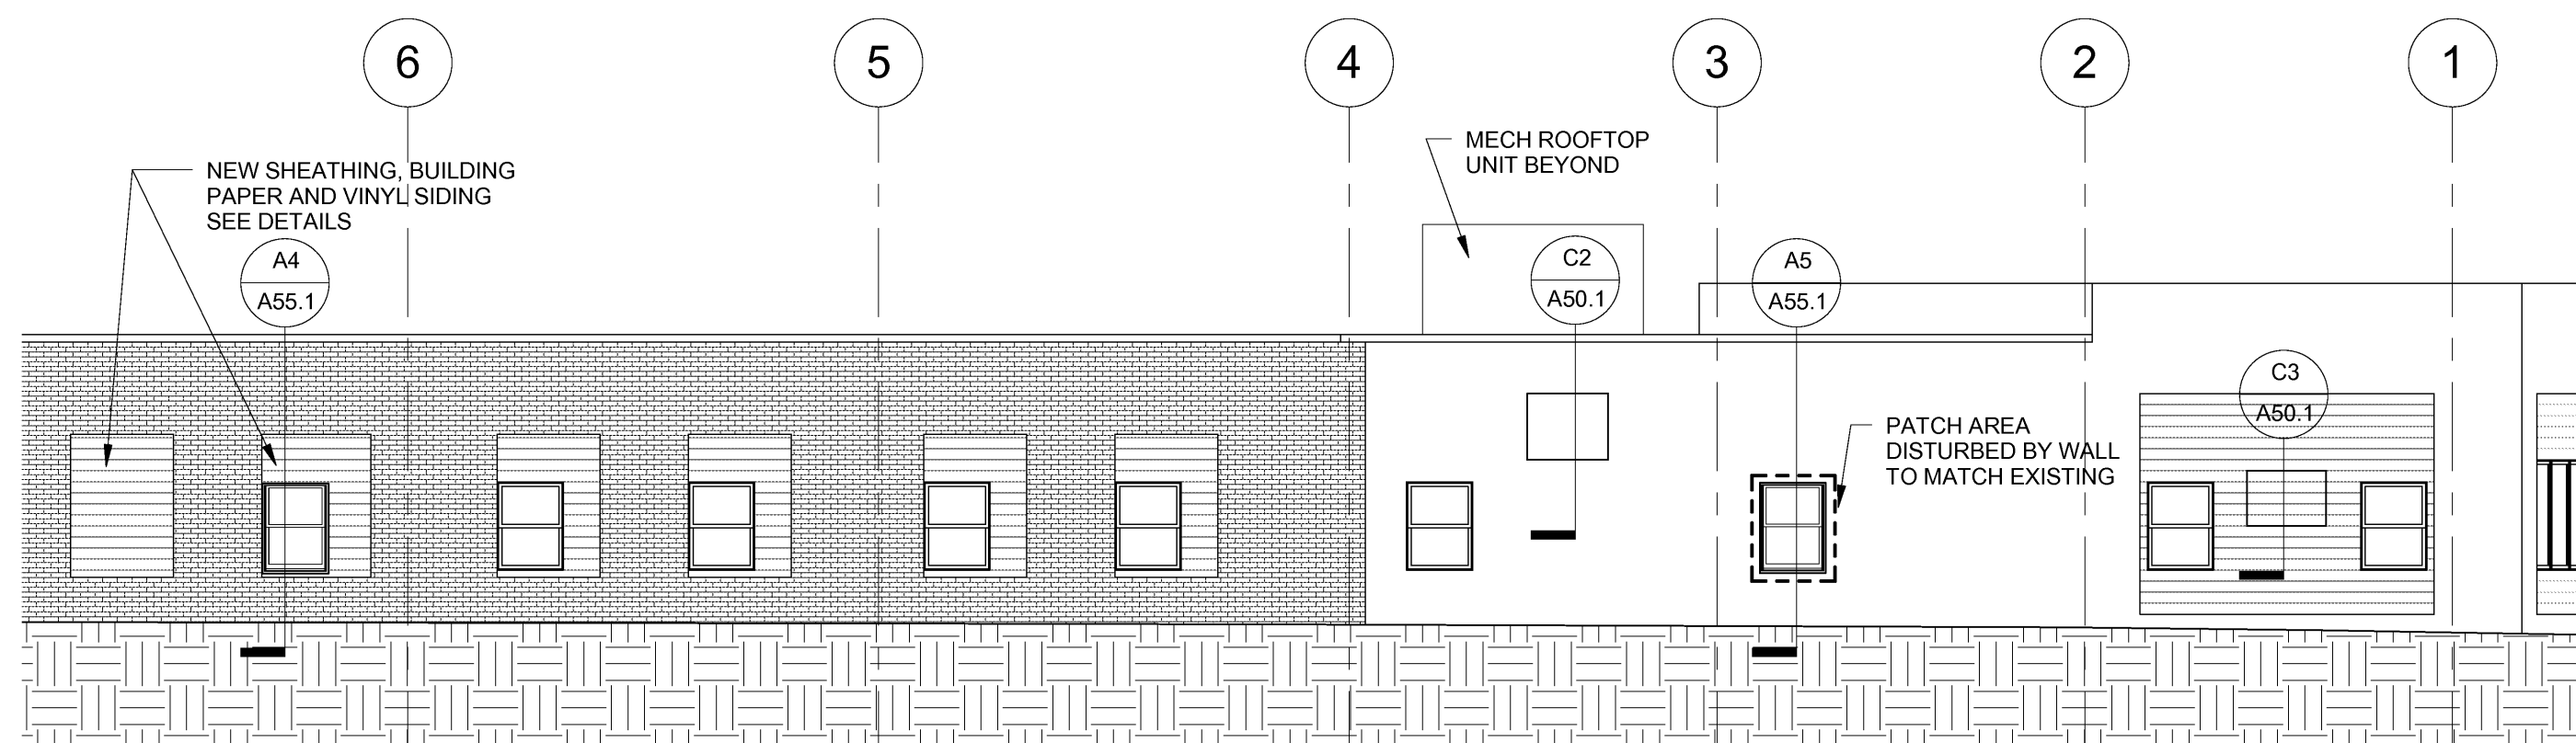 6
5
4
3
2
1
MECH ROOFTOP
UNIT BEYOND
NEW SHEATHING, BUILDING
PAPER AND VINYL SIDING
SEE DETAILS
A4
A55.1
C2
A50.1
A5
A55.1
C3
A50.1
PATCH AREA
DISTURBED BY WALL
TO MATCH EXISTING